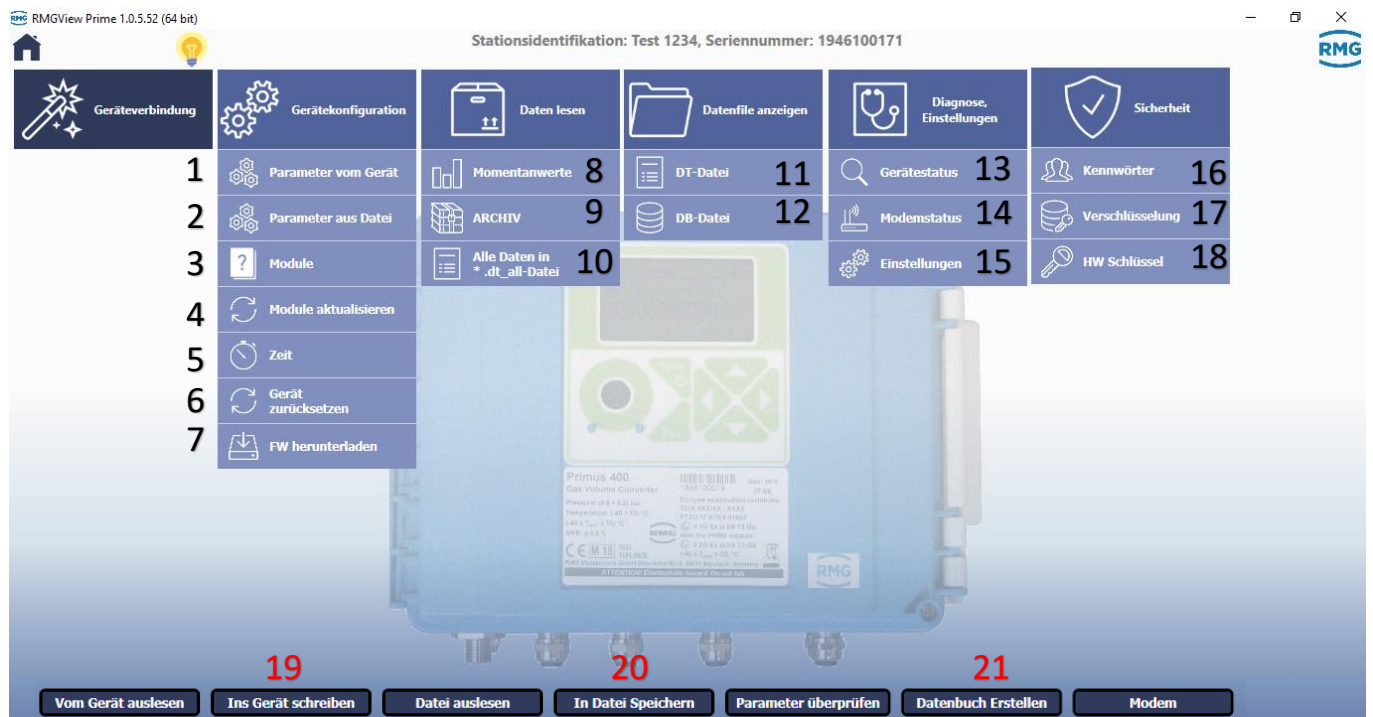 RMG RMGView Prime 1.0.5.52 (64 bit)
Stationsidentifikation: Test 1234, Seriennummer: 1946100171
RMG
Geräteverbindung
Gerätekonfiguration
Daten lesen
Datenfile anzeigen
Diagnose,
Einstellungen
Sicherheit
1 Parameter vom Gerät
2 Parameter aus Datei
3 ? Module
4 Module aktualisieren
5 Zeit
6 Gerät
zurücksetzen
7 FW herunterladen
Momentanwerte 8
ARCHIV 9
Alle Daten in
* .dt_all-Datei 10
DT-Datei 11
DB-Datei 12
Gerätestatus 13
Modemstatus 14
Einstellungen 15
Kennwörter 16
Verschlüsselung 17
HW Schlüssel 18
Primus 400
Gas Volume Converter
RMG
CE M 18
RMG
19
20
21
Vom Gerät auslesen
Ins Gerät schreiben
Datei auslesen
In Datei Speichern
Parameter überprüfen
Datenbuch Erstellen
Modem